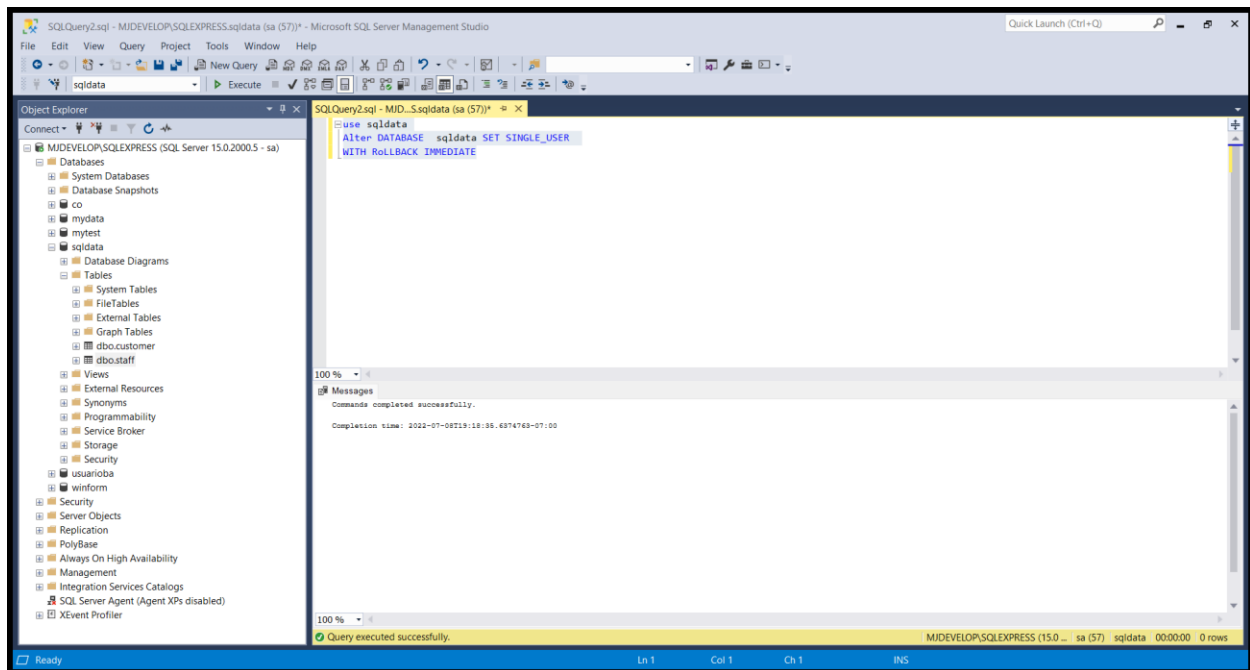 SQLQuery2.sql - MJDEVELOP\SQLEXPRESS.sqldata (sa (57))* - Microsoft SQL Server Management Studio
Quick Launch (Ctrl+Q)
File Edit View Query Project Tools Window Help
New Query
sqldata
Execute
Object Explorer
SQLQuery2.sql - MJD...S.sqldata (sa (57))*
Connect
MJDEVELOP\SQLEXPRESS (SQL Server 15.0.2000.5 - sa)
Databases
System Databases
Database Snapshots
co
mydata
mytest
sqldata
Database Diagrams
Tables
System Tables
FileTables
External Tables
Graph Tables
dbo.customer
dbo.staff
Views
External Resources
Synonyms
Programmability
Service Broker
Storage
Security
usuarioba
winform
Security
Server Objects
Replication
PolyBase
Always On High Availability
Management
Integration Services Catalogs
SQL Server Agent (Agent XPs disabled)
XEvent Profiler
use sqldata
Alter DATABASE sqldata SET SINGLE_USER
WITH RoLLBACK IMMEDIATE
100 %
Messages
Commands completed successfully.
Completion time: 2022-07-08T19:18:35.6374763-07:00
100 %
Query executed successfully.
MJDEVELOP\SQLEXPRESS (15.0 ... sa (57) sqldata 00:00:00 0 rows
Ready
Ln 1 Col 1 Ch 1 INS